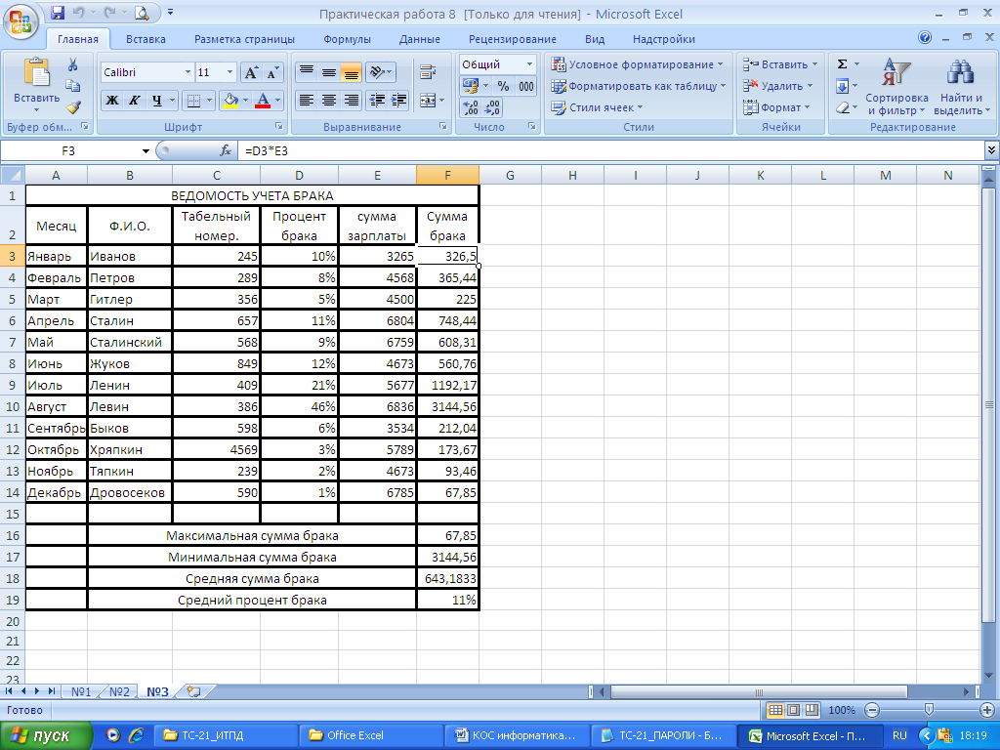 Практическая работа 8 [Только для чтения] - Microsoft Excel
Главная Вставка Разметка страницы Формулы Данные Рецензирование Вид Надстройки
Calibri 11 Общий Условное форматирование Вставить Σ
Вставить Ж К Ч А % 000 Форматировать как таблицу Удалить Сортировка и фильтр Найти и выделить
,00 ,00 Стили ячеек Формат
Буфер обм... Шрифт Выравнивание Число Стили Ячейки Редактирование
F3 fx =D3*E3
A B C D E F G H I J K L M N
1 ВЕДОМОСТЬ УЧЕТА БРАКА
2 Месяц Ф.И.О. Табельный номер. Процент брака сумма зарплаты Сумма брака
3 Январь Иванов 245 10% 3265 326,5
4 Февраль Петров 289 8% 4568 365,44
5 Март Гитлер 356 5% 4500 225
6 Апрель Сталин 657 11% 6804 748,44
7 Май Сталинский 568 9% 6759 608,31
8 Июнь Жуков 849 12% 4673 560,76
9 Июль Ленин 409 21% 5677 1192,17
10 Август Левин 386 46% 6836 3144,56
11 Сентябрь Быков 598 6% 3534 212,04
12 Октябрь Хряпкин 4569 3% 5789 173,67
13 Ноябрь Тяпкин 239 2% 4673 93,46
14 Декабрь Дровосеков 590 1% 6785 67,85
15
16 Максимальная сумма брака 67,85
17 Минимальная сумма брака 3144,56
18 Средняя сумма брака 643,1833
19 Средний процент брака 11%
20
21
22
23
№1 №2 №3
Готово 100%
пуск ТС-21_ИТПД Office Excel КОС информатика... ТС-21_ПАРОЛИ - Б... Microsoft Excel - П... RU 18:19